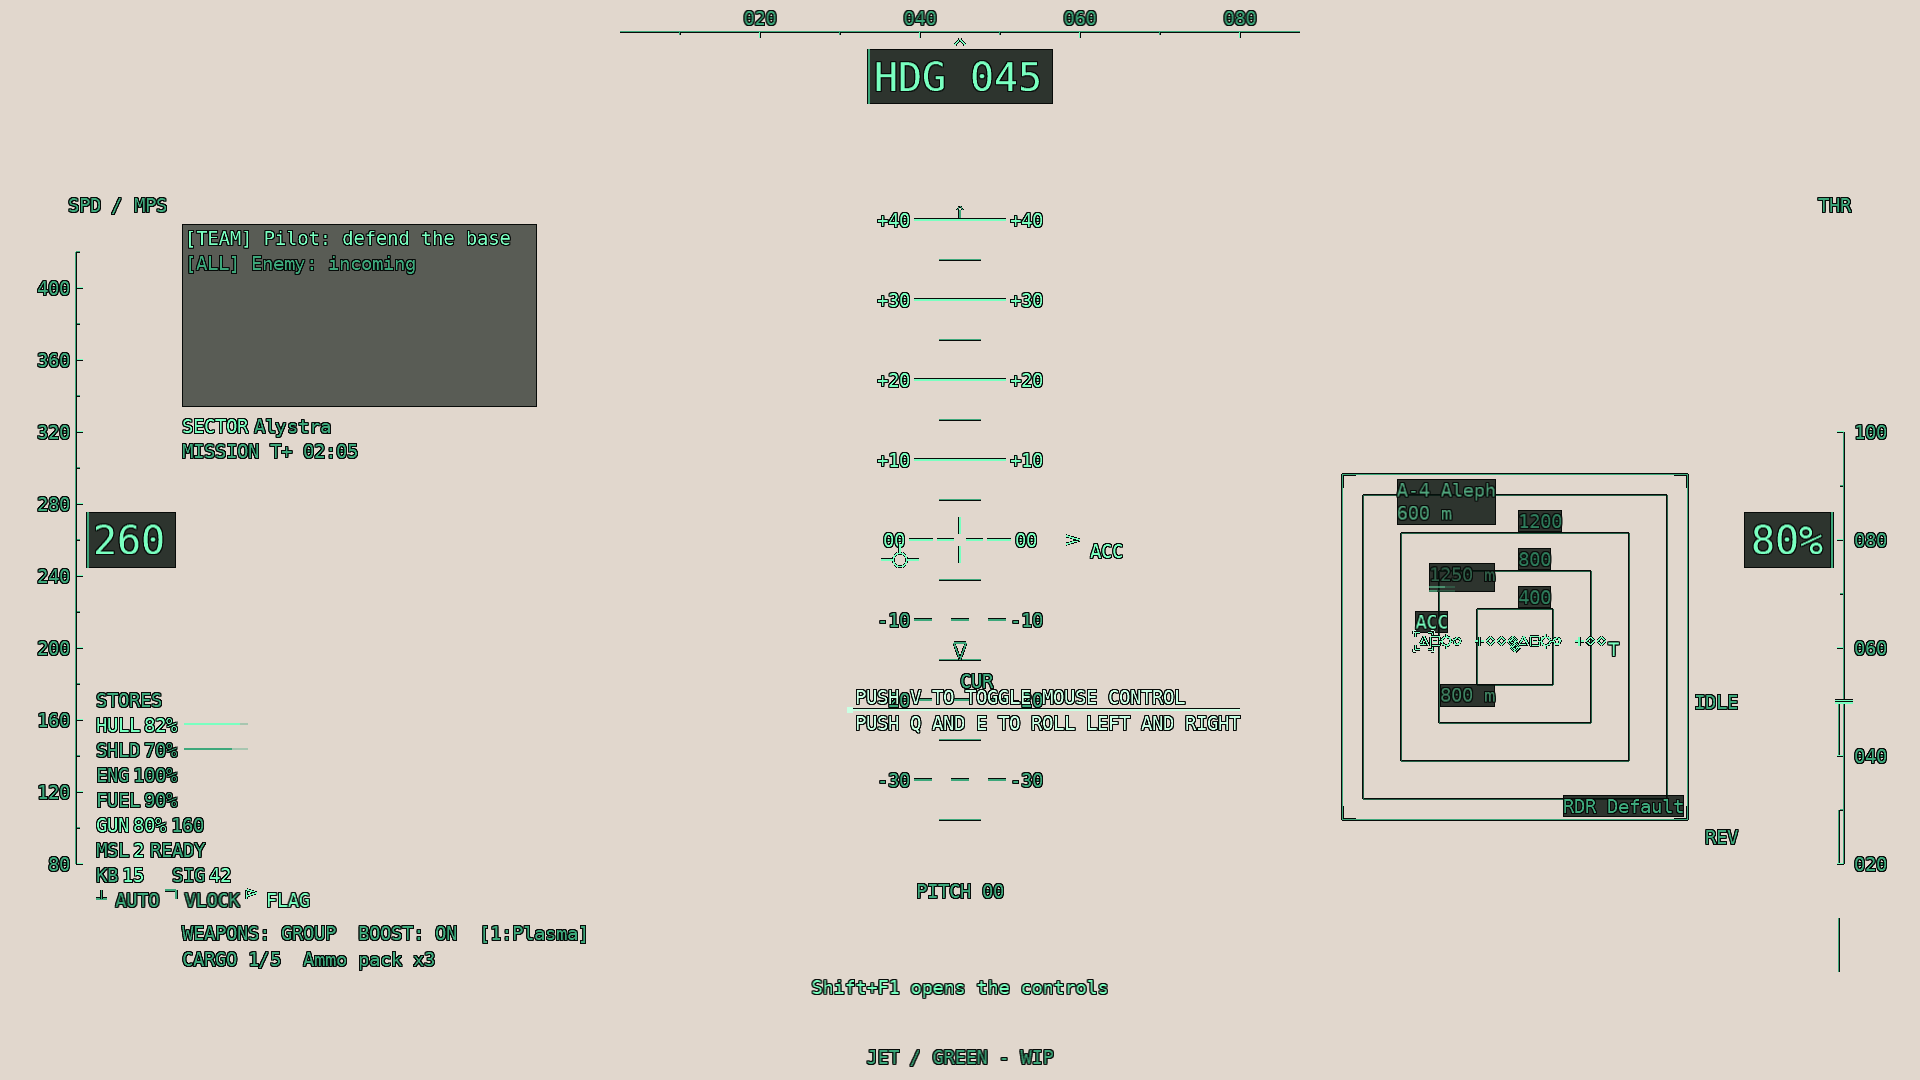 020 040 060 080
HDG 045
SPD / MPS
THR
[TEAM] Pilot: defend the base
[ALL] Enemy: incoming
SECTOR Alystra
MISSION T+ 02:05
400
360
320
280
260
240
200
160
120
80
+40 +40
+30 +30
+20 +20
+10 +10
00 00
ACC
-10 -10
CUR
PUSH V TO TOGGLE MOUSE CONTROL
PUSH Q AND E TO ROLL LEFT AND RIGHT
-30 -30
PITCH 00
A-4 Aleph
600 m
1200
800
1250 m
400
ACC
T
800 m
RDR Default
100
080
80%
060
IDLE
040
REV
020
STORES
HULL 82%
SHLD 70%
ENG 100%
FUEL 90%
GUN 80% 160
MSL 2 READY
KB 15 SIG 42
AUTO VLOCK FLAG
WEAPONS: GROUP BOOST: ON [1:Plasma]
CARGO 1/5 Ammo pack x3
Shift+F1 opens the controls
JET / GREEN - WIP